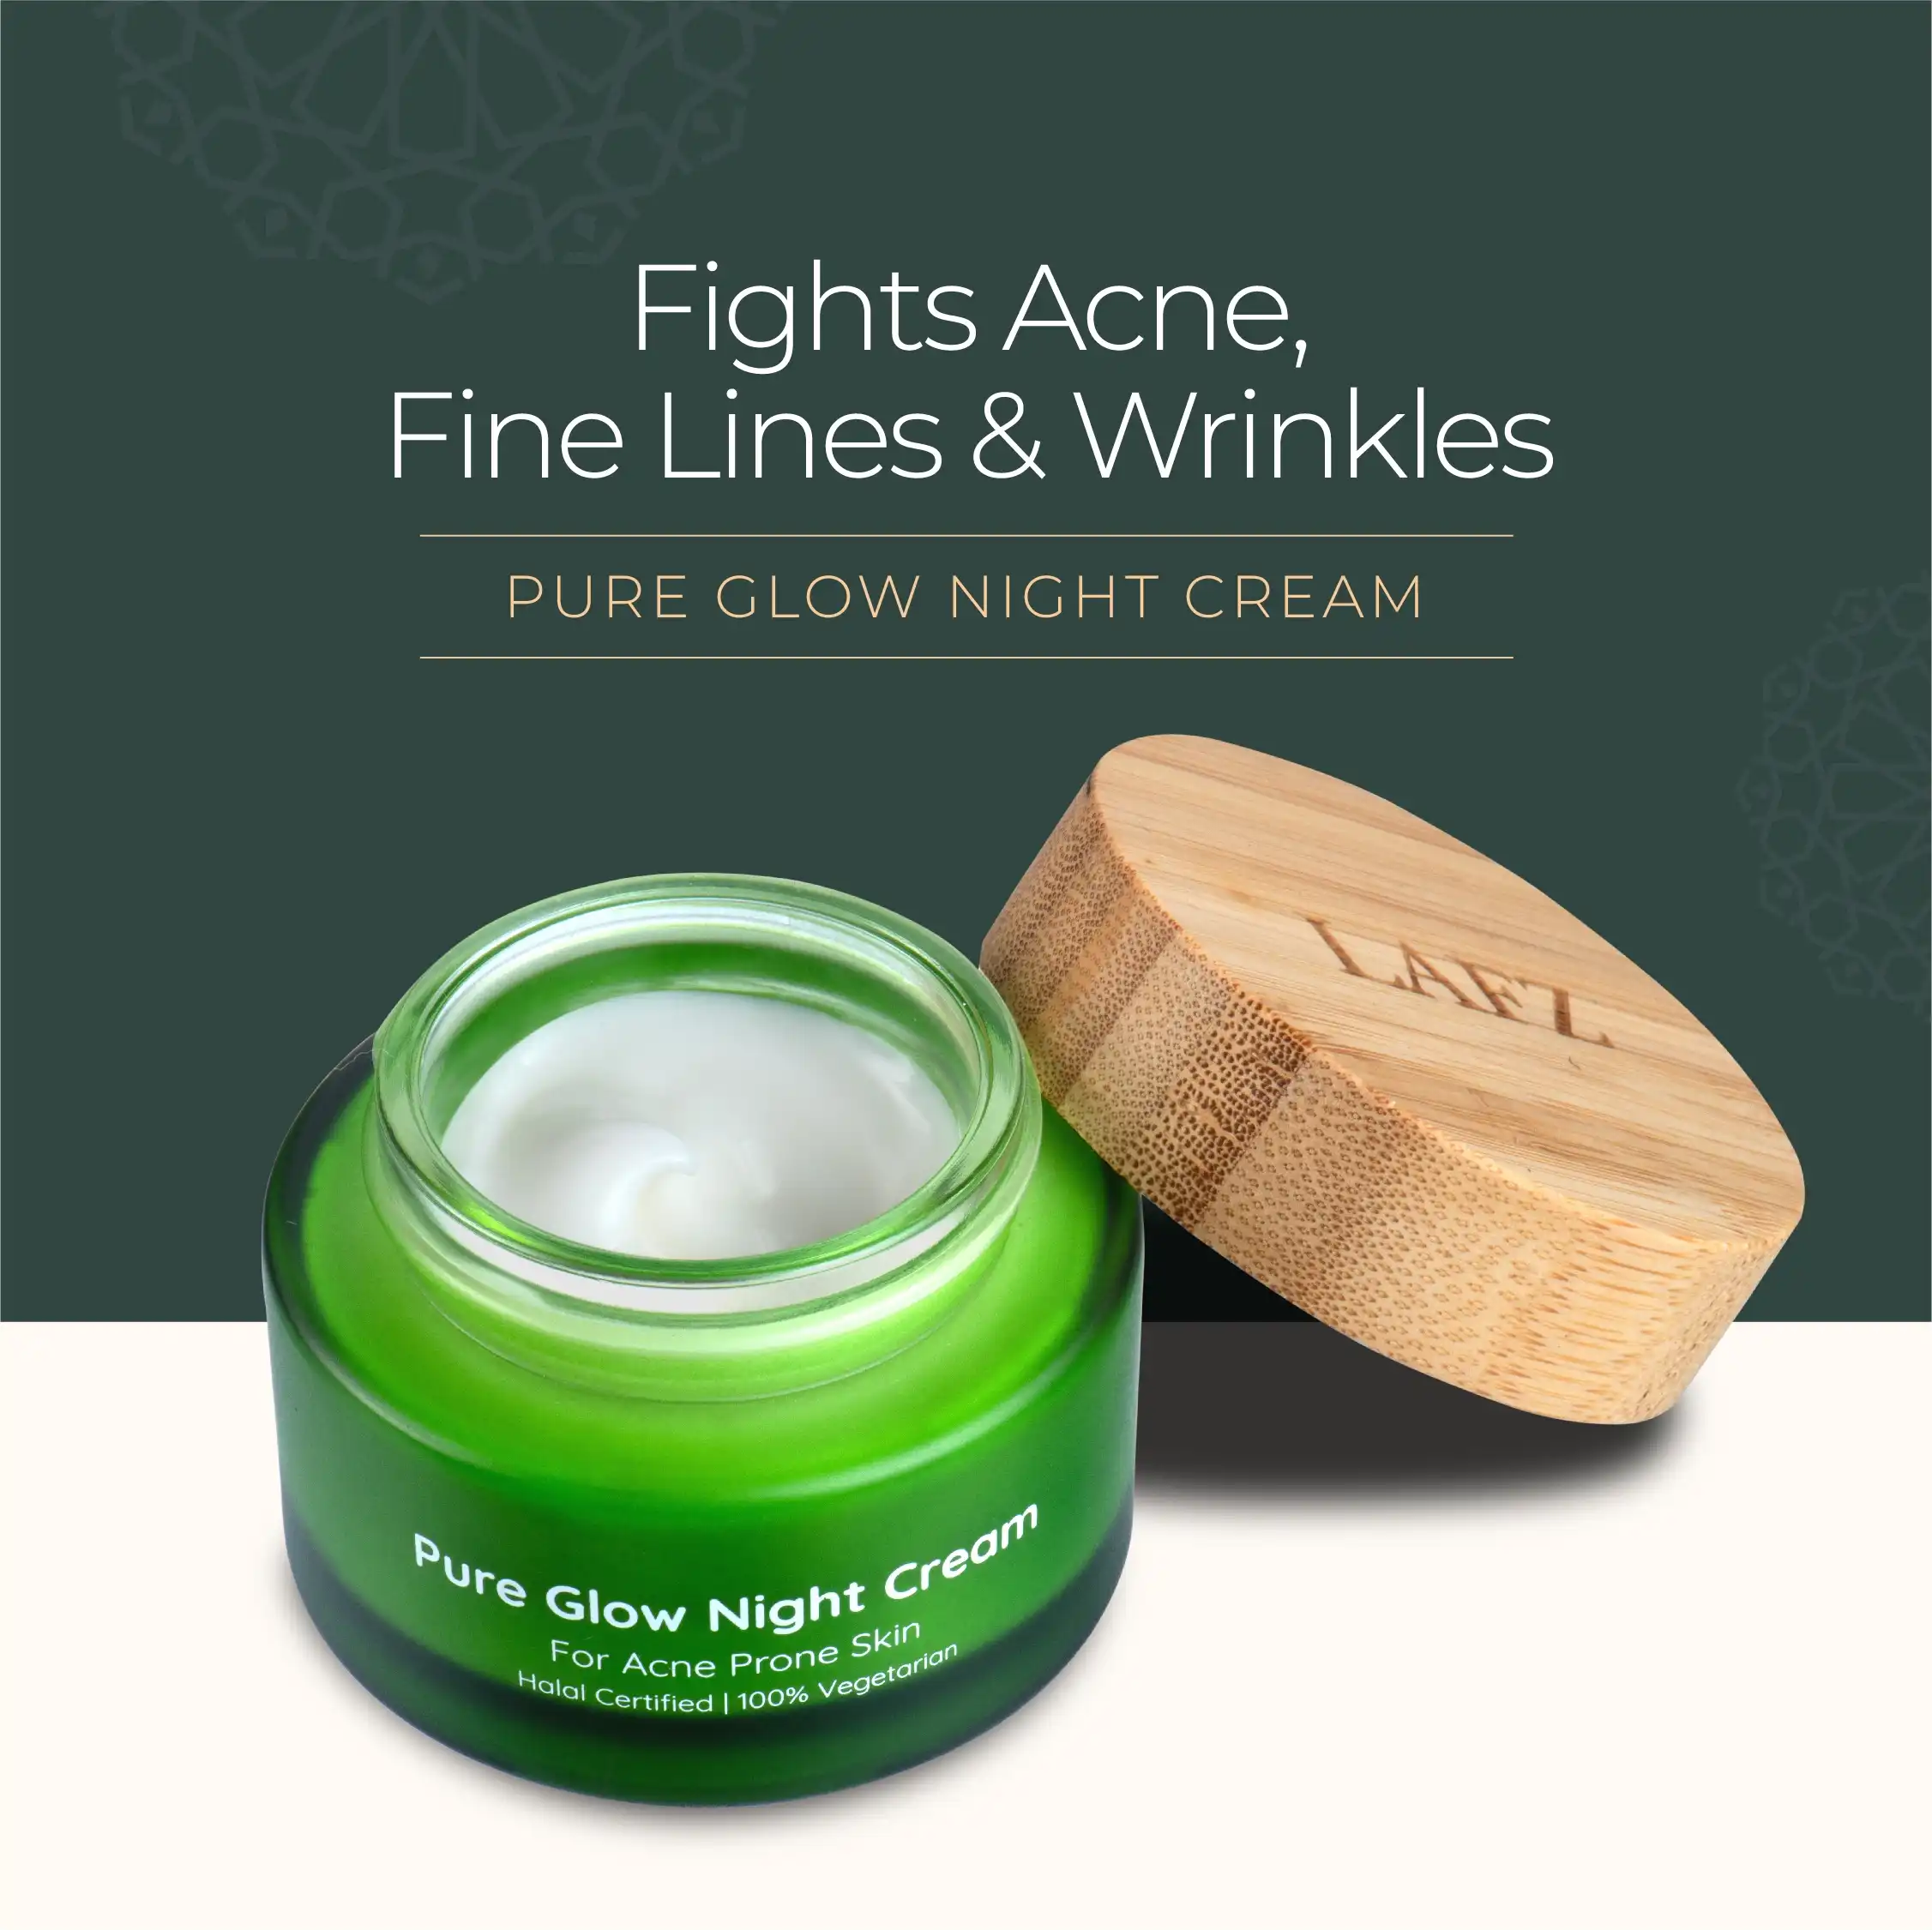 Fights Acne,
Fine Lines & Wrinkles
PURE GLOW NIGHT CREAM
LAFZ
Pure Glow Night Cream
For Acne Prone Skin
Halal Certified | 100% Vegetarian